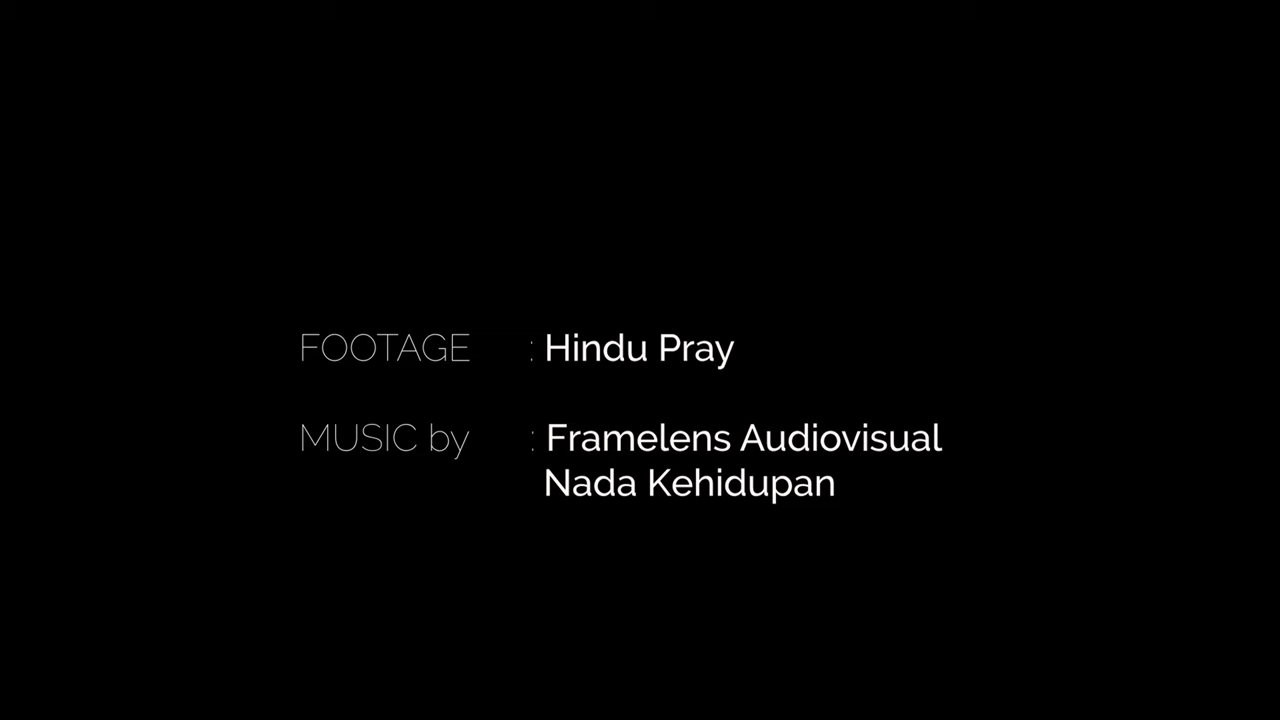 FOOTAGE : Hindu Pray
MUSIC by : Framelens Audiovisual
Nada Kehidupan